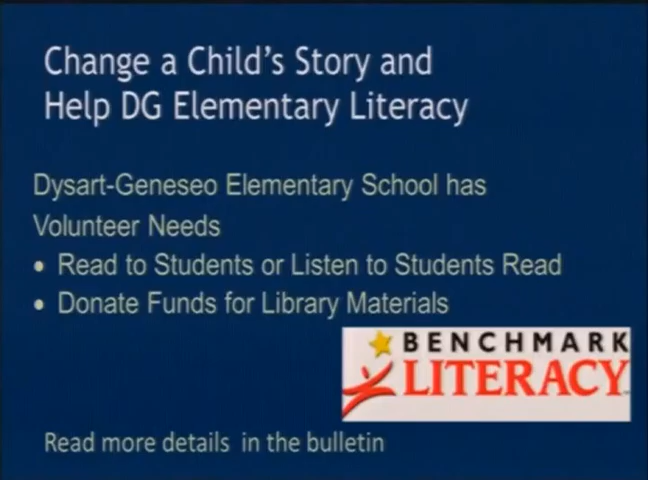 Change a Child's Story and
Help DG Elementary Literacy
Dysart-Geneseo Elementary School has
Volunteer Needs
• Read to Students or Listen to Students Read
• Donate Funds for Library Materials
BENCHMARK
LITERACY
Read more details in the bulletin